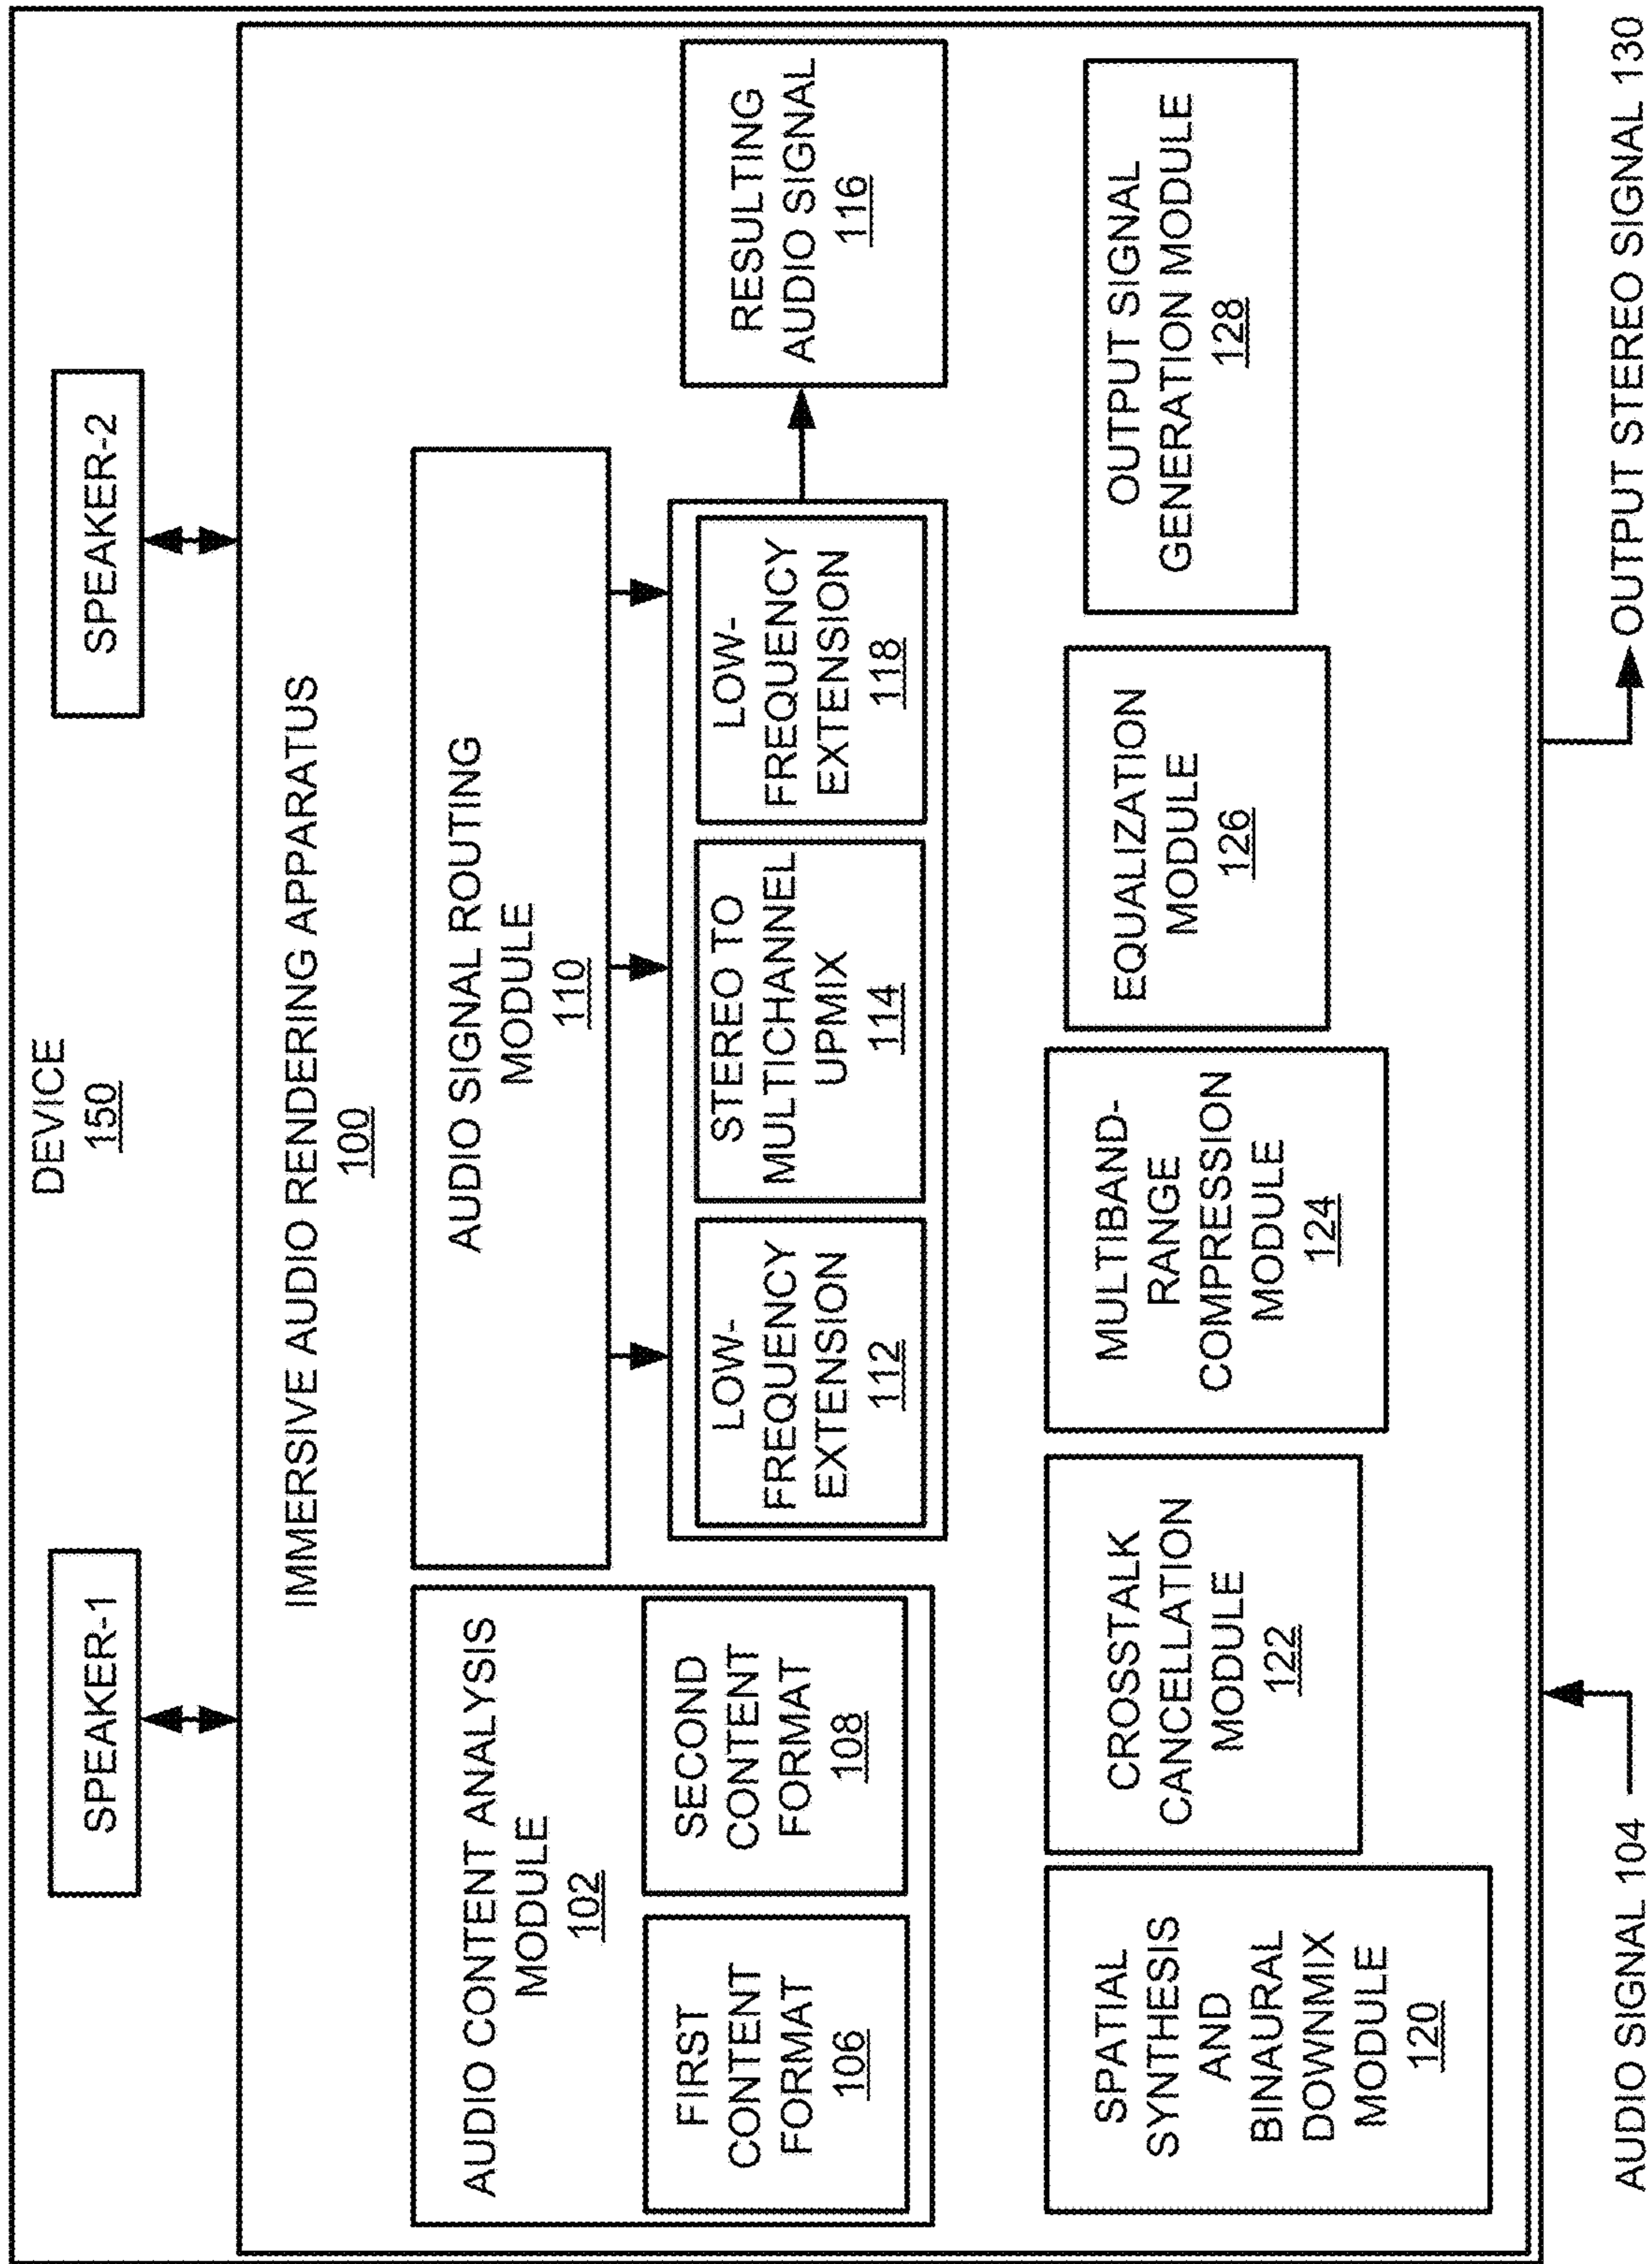 DEVICE
150
SPEAKER-1
SPEAKER-2
IMMERSIVE AUDIO RENDERING APPARATUS
100
AUDIO CONTENT ANALYSIS
MODULE
102
FIRST
CONTENT
FORMAT
106
SECOND
CONTENT
FORMAT
108
AUDIO SIGNAL ROUTING
MODULE
110
LOW-
FREQUENCY
EXTENSION
112
STEREO TO
MULTICHANNEL
UPMIX
114
LOW-
FREQUENCY
EXTENSION
118
RESULTING
AUDIO SIGNAL
116
SPATIAL
SYNTHESIS
AND
BINAURAL
DOWNMIX
MODULE
120
CROSSTALK
CANCELLATION
MODULE
122
MULTIBAND-
RANGE
COMPRESSION
MODULE
124
EQUALIZATION
MODULE
126
OUTPUT SIGNAL
GENERATION MODULE
128
AUDIO SIGNAL 104
OUTPUT STEREO SIGNAL 130